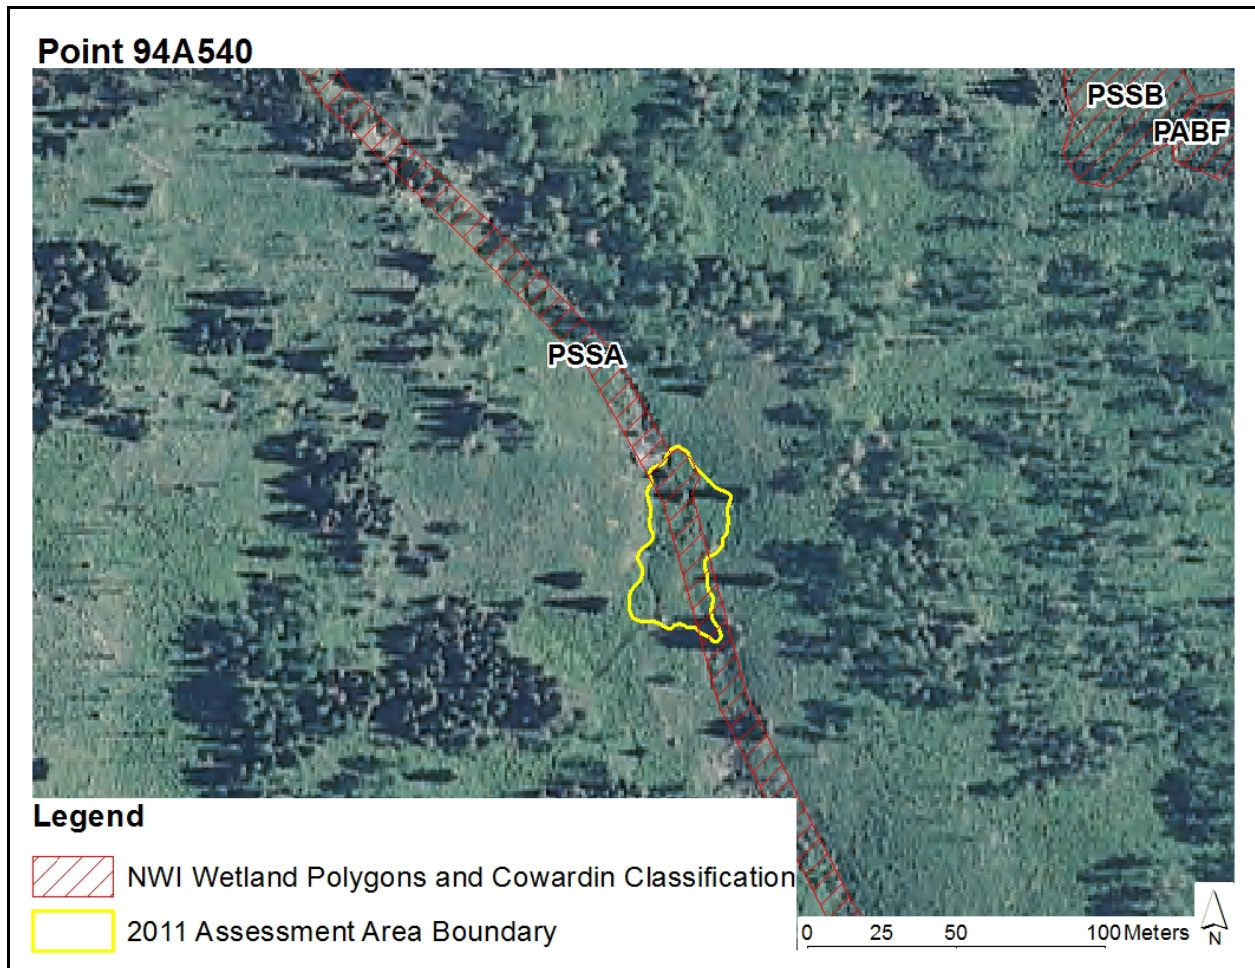 Point 94A540
PSSB
PABF
PSSA
Legend
NWI Wetland Polygons and Cowardin Classification
2011 Assessment Area Boundary
0 25 50 100 Meters
N